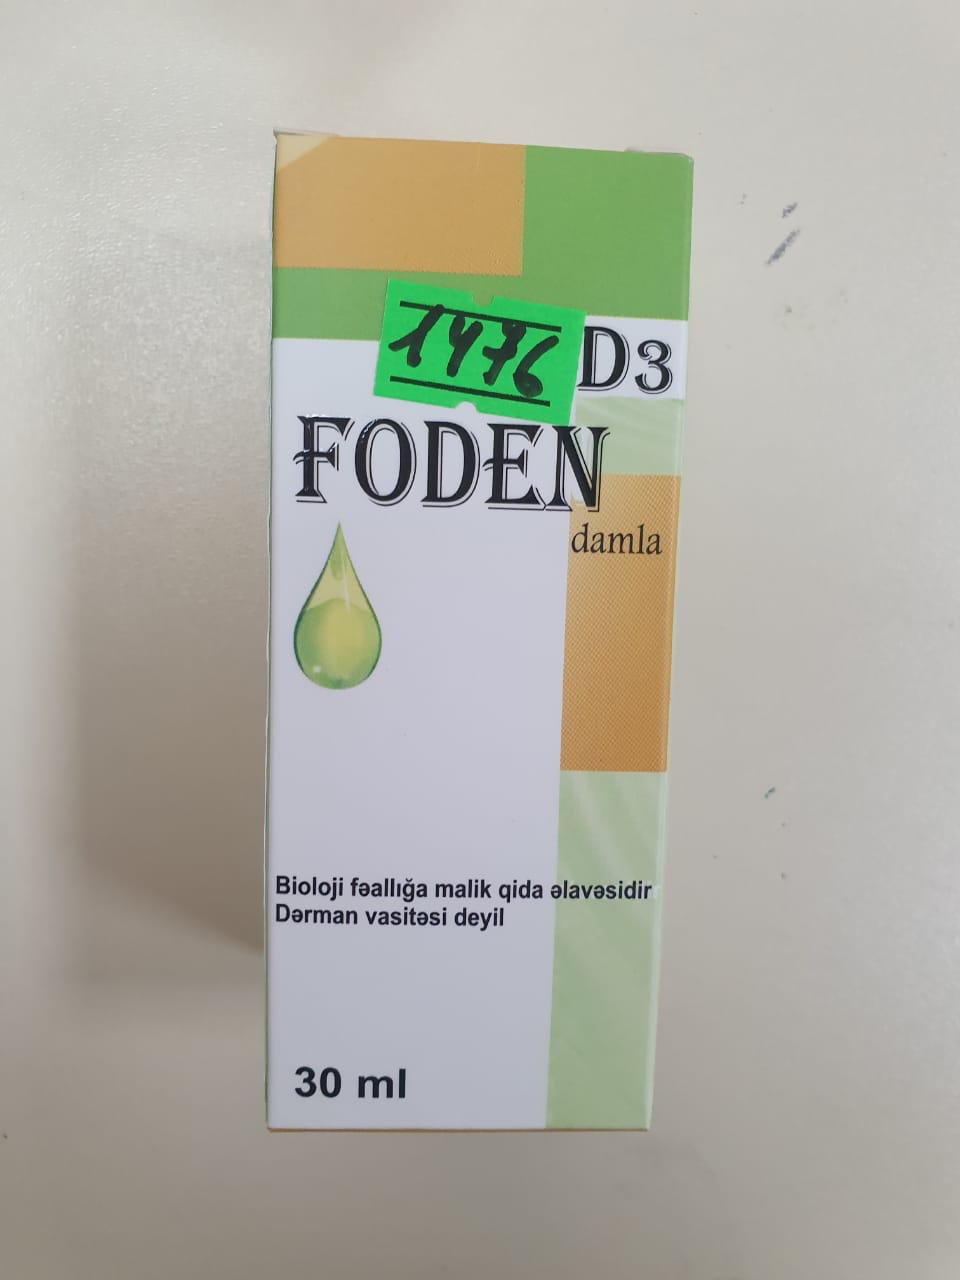 1476
D3
FODEN
damla
Bioloji fəallığa malik qida əlavəsidir
Dərman vasitəsi deyil
30 ml